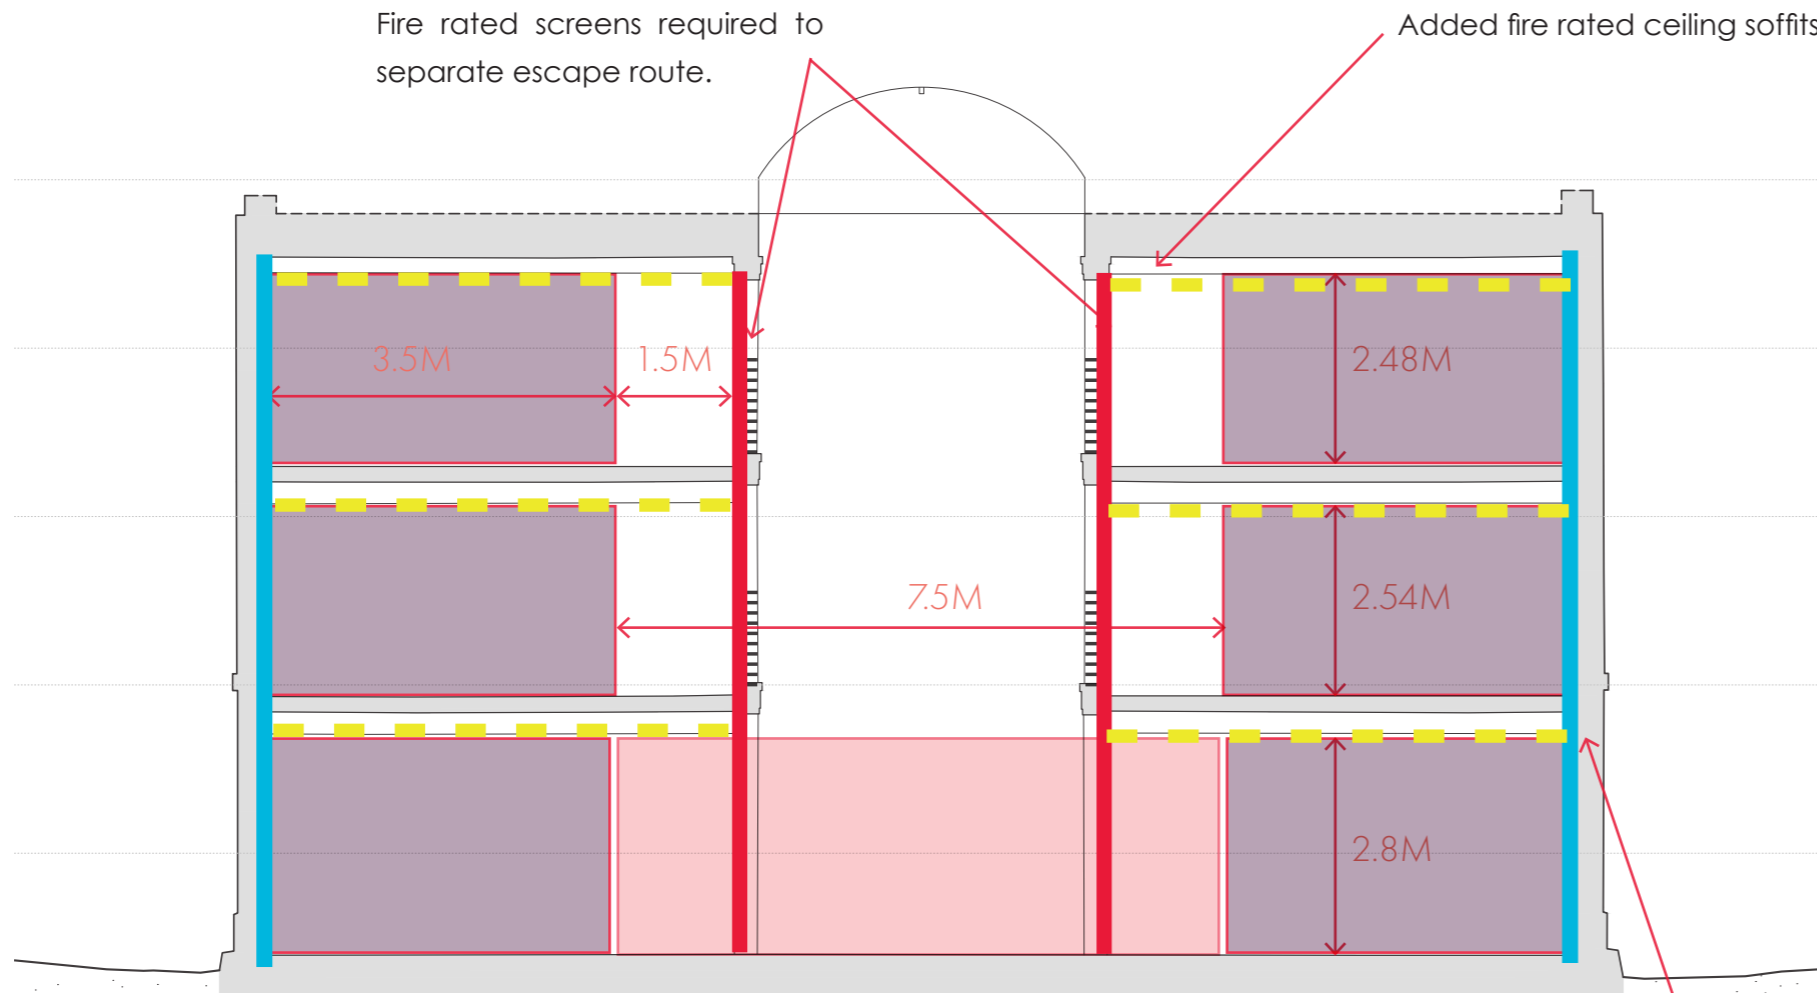 Fire rated screens required to
separate escape route.
Added fire rated ceiling soffits
3.5M
1.5M
2.48M
7.5M
2.54M
2.8M